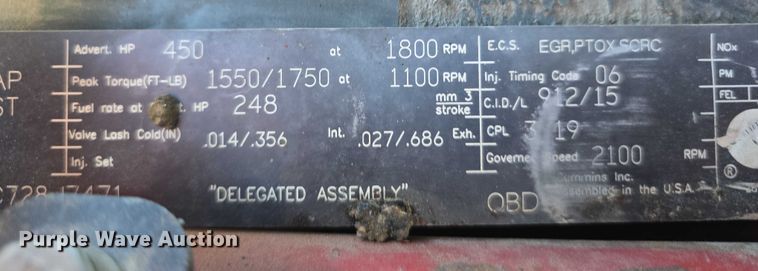 Advert. HP 450 at 1800 RPM
Peak Torque(FT-LB) 1550/1750 at 1100 RPM
Fuel rate at HP 248 mm 3 stroke
Valve Lash Cold(IN) .014/.356 Int. .027/.686 Exh.
Inj. Set
"DELEGATED ASSEMBLY"
E.C.S. EGR,PTOX,SCRC
Inj. Timing Code 06
C.I.D./L 912/15
CPL
Governed Speed 2100 RPM
Cummins Inc.
Assembled in the U.S.A.
OBD
NOx
PM
FEL
®
Purple Wave Auction